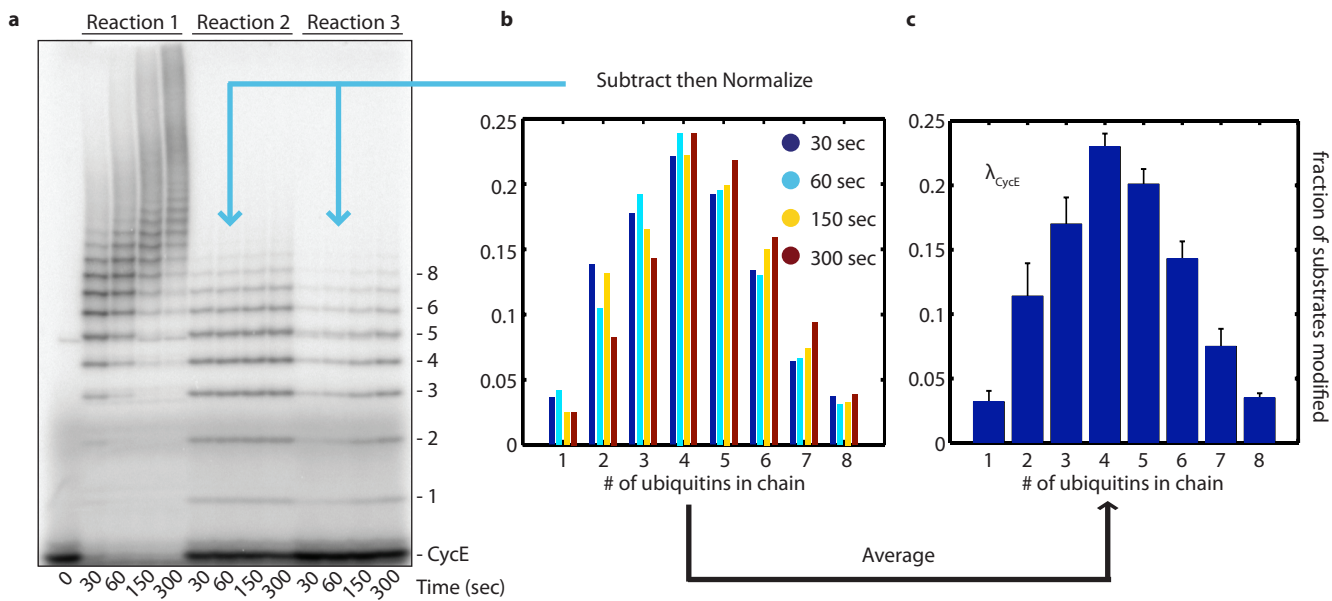 a
Reaction 1 Reaction 2 Reaction 3
- 8
- 6
- 5
- 4
- 3
- 2
- 1
- CycE
0 30 60 150 300 30 60 150 300 30 60 150 300 Time (sec)
Subtract then Normalize
b
0.25
0.2
0.15
0.1
0.05
0
30 sec
60 sec
150 sec
300 sec
1 2 3 4 5 6 7 8
# of ubiquitins in chain
Average
c
0.25
0.2
0.15
0.1
0.05
0
λCycE
1 2 3 4 5 6 7 8
# of ubiquitins in chain
fraction of substrates modified